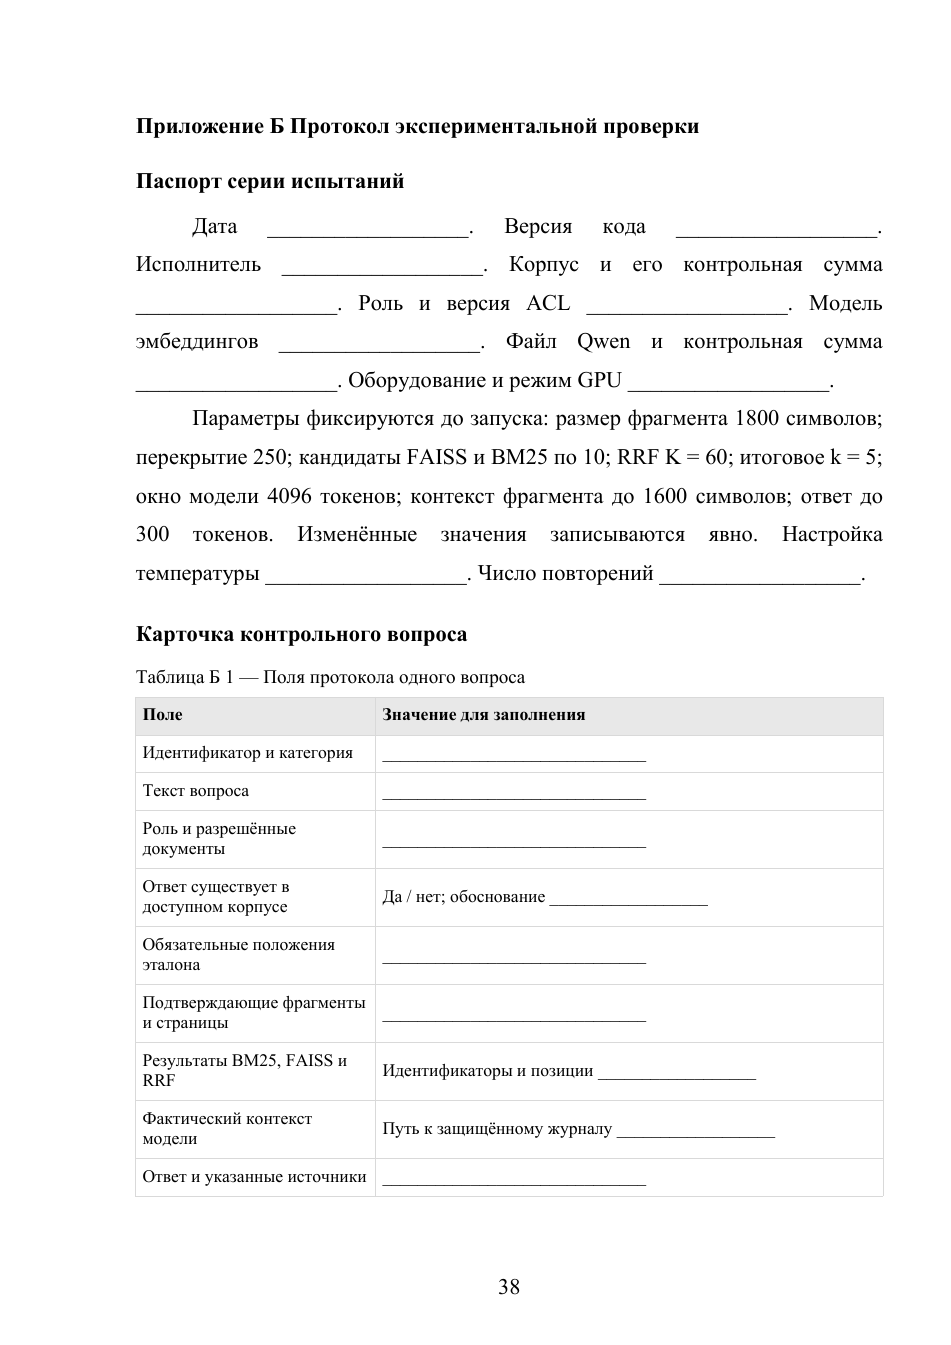 Приложение Б Протокол экспериментальной проверки
Паспорт серии испытаний
Дата __________________. Версия кода __________________.
Исполнитель __________________. Корпус и его контрольная сумма
__________________. Роль и версия ACL __________________. Модель
эмбеддингов __________________. Файл Qwen и контрольная сумма
__________________. Оборудование и режим GPU __________________.
Параметры фиксируются до запуска: размер фрагмента 1800 символов;
перекрытие 250; кандидаты FAISS и BM25 по 10; RRF K = 60; итоговое k = 5;
окно модели 4096 токенов; контекст фрагмента до 1600 символов; ответ до
300 токенов. Изменённые значения записываются явно. Настройка
температуры __________________. Число повторений __________________.
Карточка контрольного вопроса
Таблица Б 1 — Поля протокола одного вопроса
Поле Значение для заполнения
Идентификатор и категория ______________________________
Текст вопроса ______________________________
Роль и разрешённые
документы ______________________________
Ответ существует в
доступном корпусе Да / нет; обоснование __________________
Обязательные положения
эталона ______________________________
Подтверждающие фрагменты
и страницы ______________________________
Результаты BM25, FAISS и
RRF Идентификаторы и позиции __________________
Фактический контекст
модели Путь к защищённому журналу __________________
Ответ и указанные источники ______________________________
38